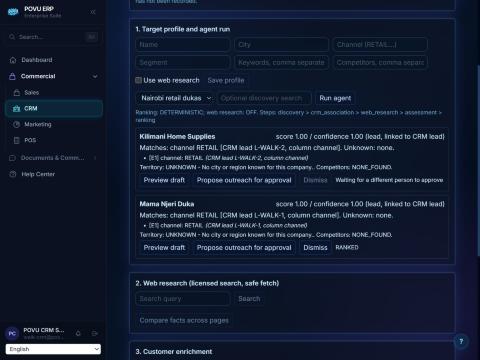 POVU ERP
Enterprise Suite
Search...
Dashboard
Commercial
Sales
CRM
Marketing
POS
Documents & Comm...
Help Center
PC
POVU CRM S...
English
has not been recorded.
1. Target profile and agent run
Name
City
Channel (RETAIL...)
Segment
Keywords, comma separate
Competitors, comma separat
Use web research
Save profile
Nairobi retail dukas
Optional discovery search
Run agent
Ranking: DETERMINISTIC; web research: OFF. Steps: discovery > crm_association > web_research > assessment >
ranking
Kilimani Home Supplies
score 1.00 / confidence 1.00 (lead, linked to CRM lead)
Matches: channel RETAIL [CRM lead L-WALK-2, column channel]. Unknown: none.
• [E1] channel: RETAIL (CRM lead L-WALK-2, column channel)
Territory: UNKNOWN - No city or region known for this company.. Competitors: NONE_FOUND.
Preview draft
Propose outreach for approval
Dismiss
Waiting for a different person to approve
Mama Njeri Duka
score 1.00 / confidence 1.00 (lead, linked to CRM lead)
Matches: channel RETAIL [CRM lead L-WALK-1, column channel]. Unknown: none.
• [E1] channel: RETAIL (CRM lead L-WALK-1, column channel)
Territory: UNKNOWN - No city or region known for this company.. Competitors: NONE_FOUND.
Preview draft
Propose outreach for approval
Dismiss
RANKED
2. Web research (licensed search, safe fetch)
Search query
Search
Compare facts across pages
3. Customer enrichment
?